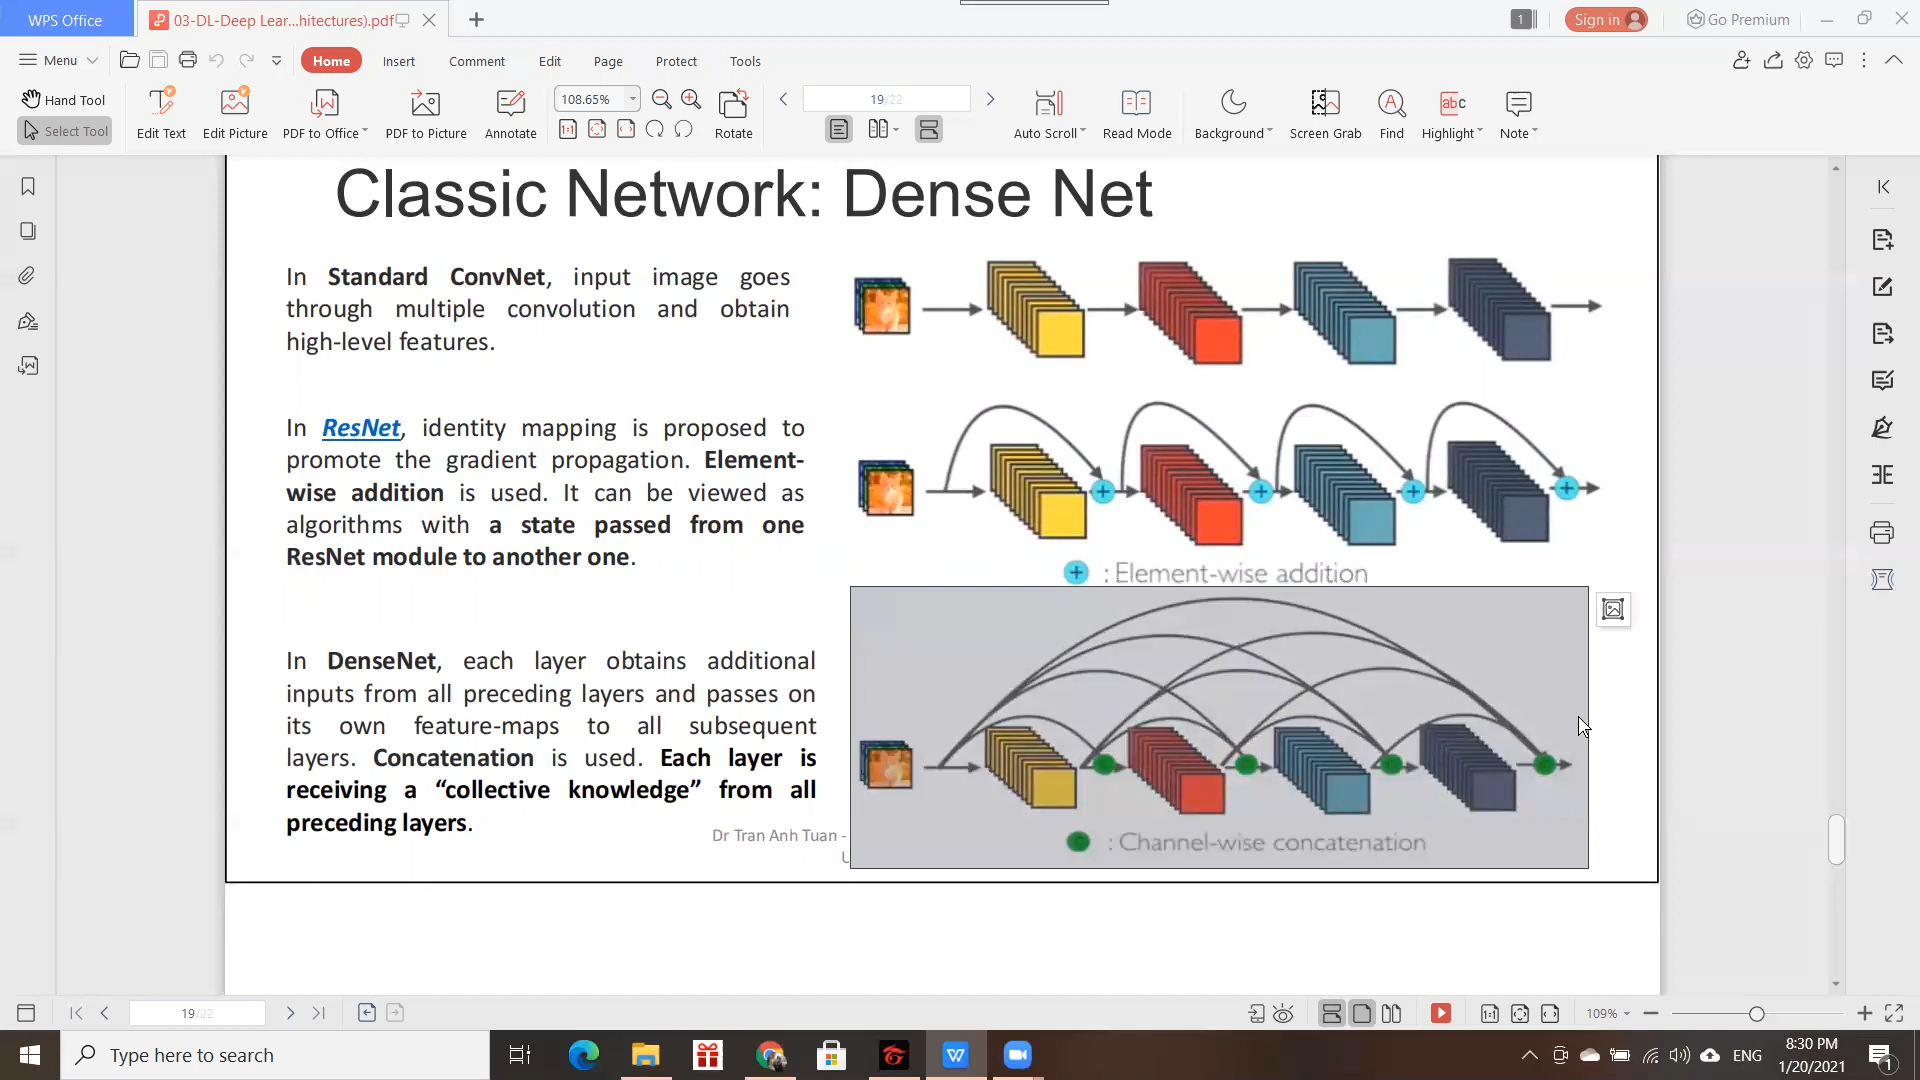 WPS Office
03-DL-Deep Lear...hitectures).pdf
1
Sign in
Go Premium
Menu
Home
Insert
Comment
Edit
Page
Protect
Tools
Hand Tool
Select Tool
Edit Text
Edit Picture
PDF to Office
PDF to Picture
Annotate
108.65%
Rotate
19/22
Auto Scroll
Read Mode
Background
Screen Grab
Find
Highlight
Note
Classic Network: Dense Net
In Standard ConvNet, input image goes
through multiple convolution and obtain
high-level features.
In ResNet, identity mapping is proposed to
promote the gradient propagation. Element-
wise addition is used. It can be viewed as
algorithms with a state passed from one
ResNet module to another one.
: Element-wise addition
In DenseNet, each layer obtains additional
inputs from all preceding layers and passes on
its own feature-maps to all subsequent
layers. Concatenation is used. Each layer is
receiving a “collective knowledge” from all
preceding layers.
Dr Tran Anh Tuan -
U
: Channel-wise concatenation
19/22
109%
Type here to search
ENG
8:30 PM
1/20/2021
1